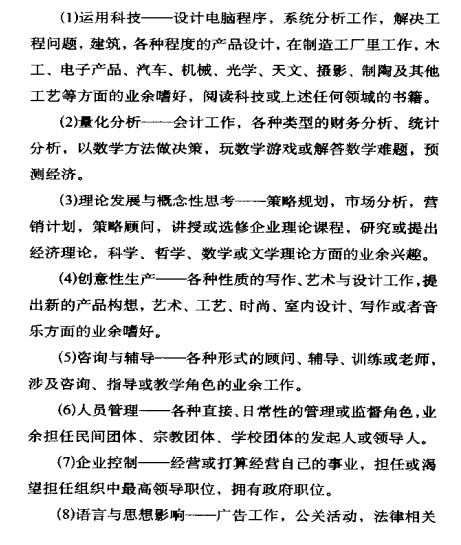 (1)运用科技——设计电脑程序，系统分析工作，解决工
程问题，建筑，各种程度的产品设计，在制造工厂里工作，木
工、电子产品、汽车、机械、光学、天文、摄影、制陶及其他
工艺等方面的业余嗜好，阅读科技或上述任何领域的书籍。
(2)量化分析——会计工作，各种类型的财务分析、统计
分析，以数学方法做决策，玩数学游戏或解答数学难题，预
测经济。
(3)理论发展与概念性思考——策略规划，市场分析，营
销计划，策略顾问，讲授或选修企业理论课程，研究或提出
经济理论，科学、哲学、数学或文学理论方面的业余兴趣。
(4)创意性生产——各种性质的写作、艺术与设计工作，提
出新的产品构想，艺术、工艺、时尚、室内设计、写作或者音
乐方面的业余嗜好。
(5)咨询与辅导——各种形式的顾问、辅导、训练或老师，
涉及咨询、指导或教学角色的业余工作。
(6)人员管理——各种直接、日常性的管理或监督角色，业
余担任民间团体、宗教团体、学校团体的发起人或领导人。
(7)企业控制——经营或打算经营自己的事业，担任或渴
望担任组织中最高领导职位，拥有政府职位。
(8)语言与思想影响——广告工作，公关活动，法律相关